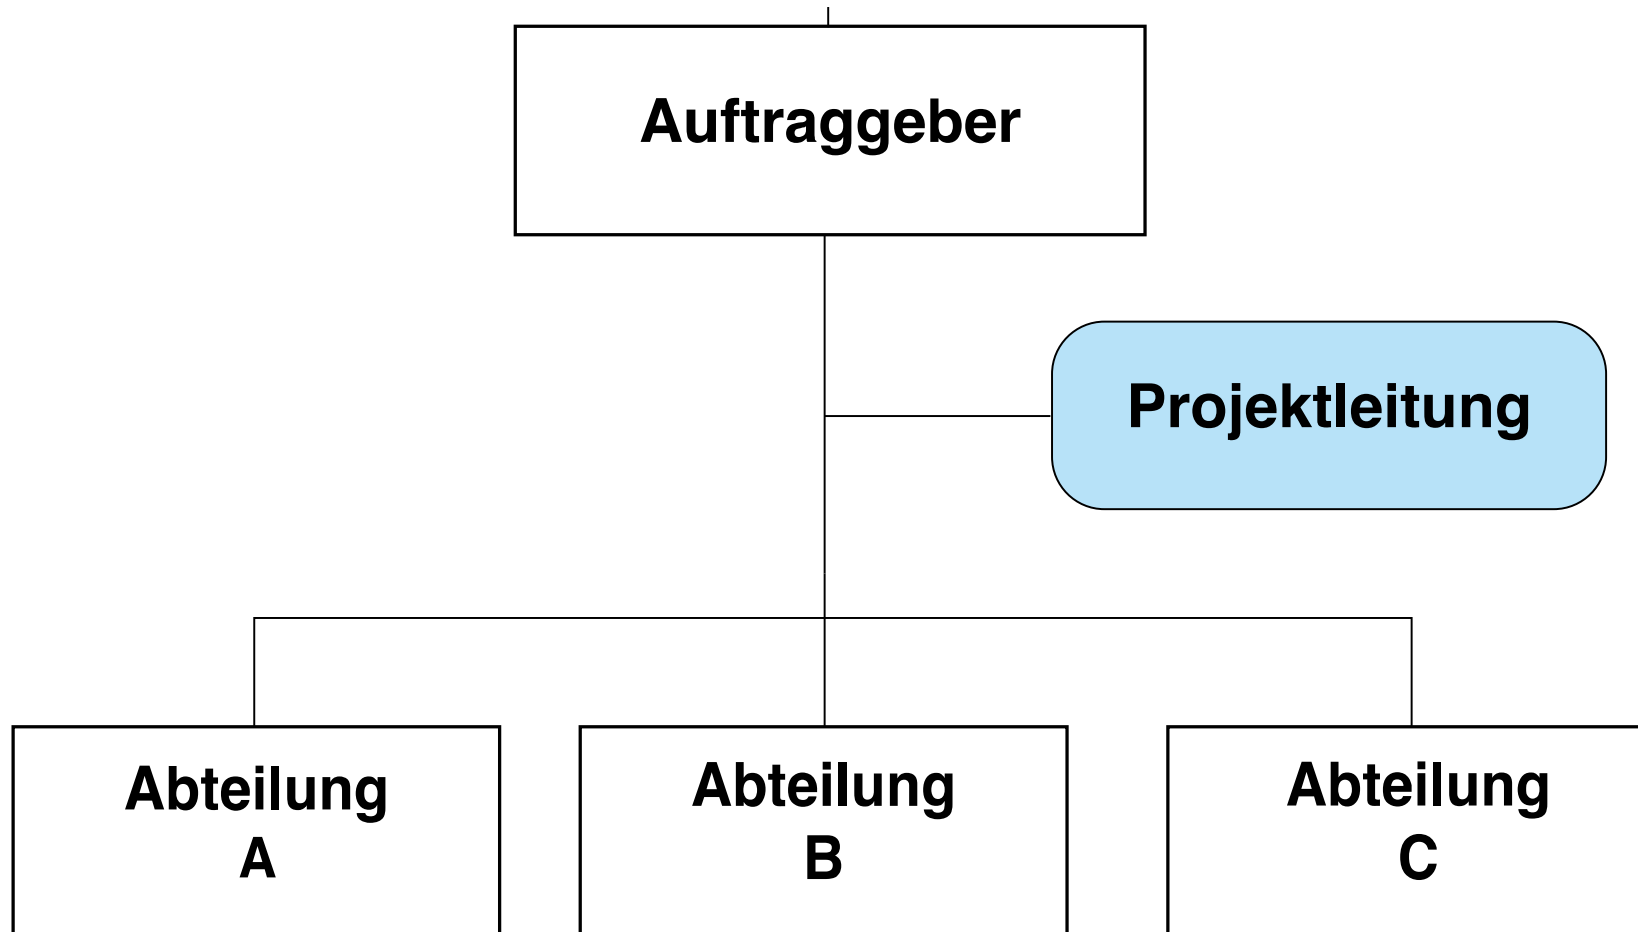 Auftraggeber
Projektleitung
Abteilung
A
Abteilung
B
Abteilung
C